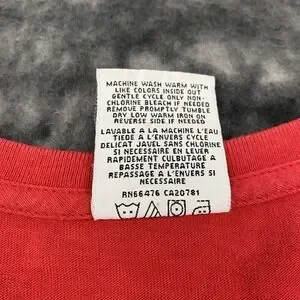 MACHINE WASH WARM WITH
LIKE COLORS INSIDE OUT
GENTLE CYCLE ONLY NON-
CHLORINE BLEACH IF NEEDED
REMOVE PROMPTLY TUMBLE
DRY LOW WARM IRON ON
REVERSE SIDE IF NEEDED
LAVABLE A LA MACHINE L'EAU
TIEDE A L'ENVERS CYCLE
DELICAT JAVEL SANS CHLORINE
SI NECESSAIRE EN LEVER
RAPIDEMENT CULBUTAGE A
BASSE TEMPERATURE
REPASSAGE A L'ENVERS SI
NECESSAIRE
RN66476 CA20781